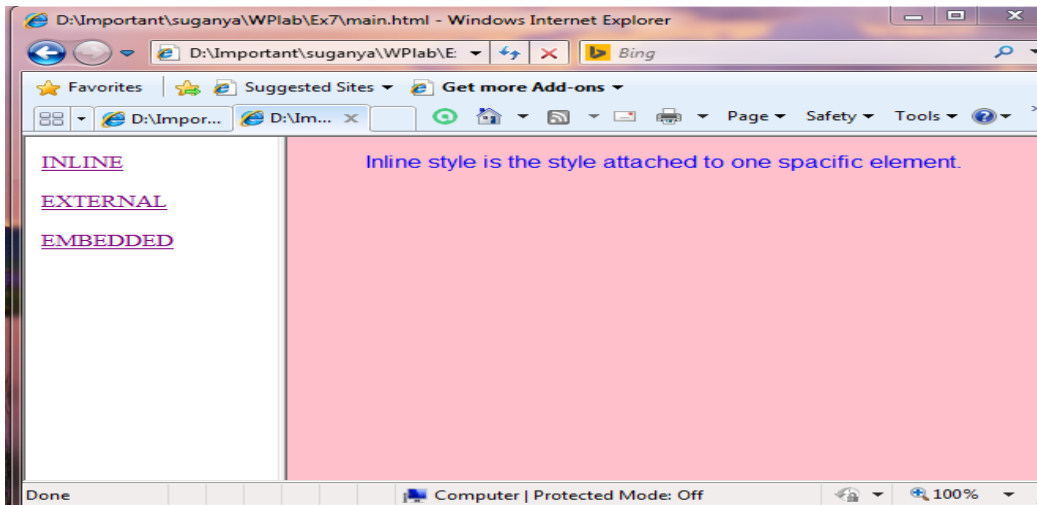 D:\Important\suganya\WPlab\Ex7\main.html - Windows Internet Explorer
D:\Important\suganya\WPlab\E: Bing
Favorites Suggested Sites Get more Add-ons
D:\Impor... D:\Im... Page Safety Tools
INLINE
Inline style is the style attached to one spacific element.
EXTERNAL
EMBEDDED
Done Computer | Protected Mode: Off 100%